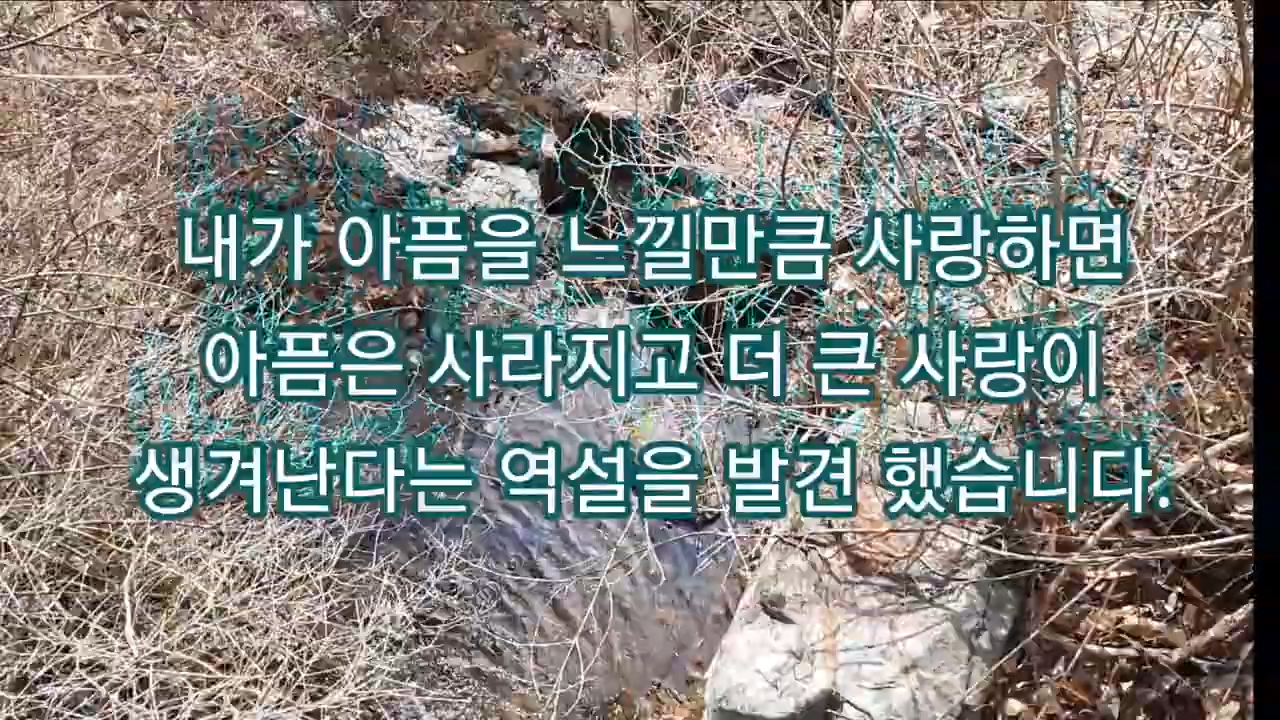 내가 아픔을 느낄만큼 사랑하면
아픔은 사라지고 더 큰 사랑이
생겨난다는 역설을 발견 했습니다.